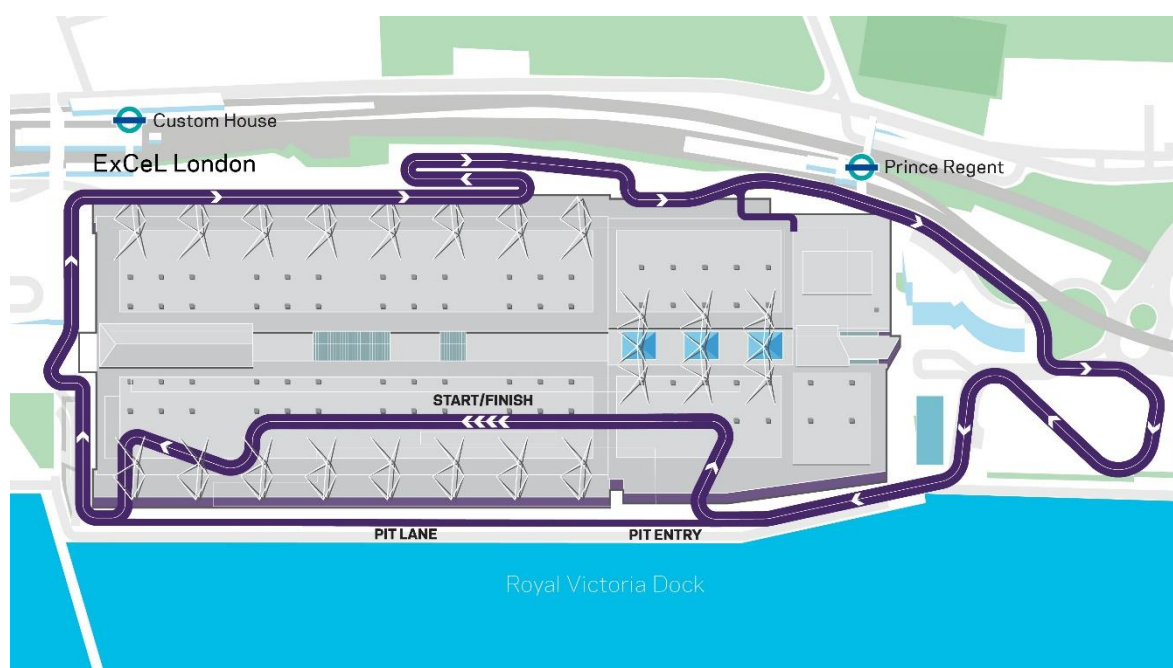 Custom House
ExCeL London
Prince Regent
START/FINISH
PIT LANE
PIT ENTRY
Royal Victoria Dock